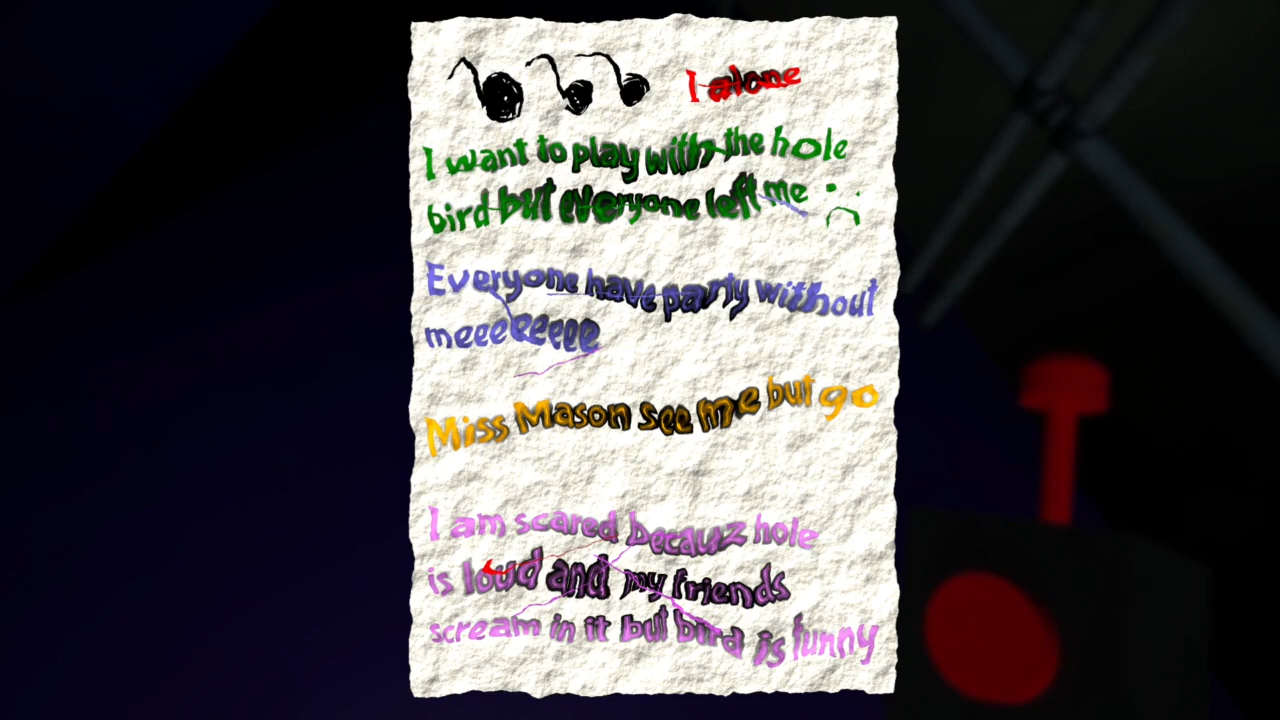 I alone
I want to play with the hole
bird but everyone left me :(
Everyone have party without
meeeeeeee
Miss Mason see me but go
I am scared becauz hole
is loud and my friends
scream in it but bird is funny